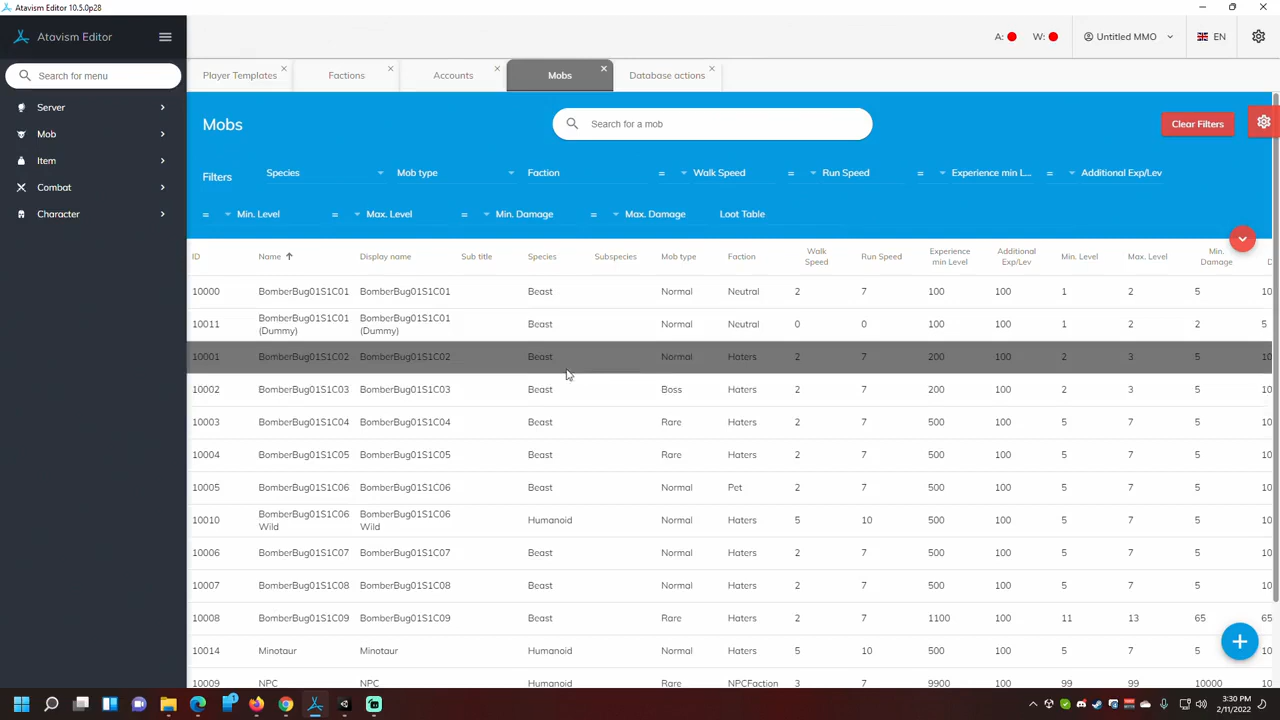 Atavism Editor 10.5.0p28
Atavism Editor
A:
W:
Untitled MMO
EN
Search for menu
Server
Mob
Item
Combat
Character
Player Templates
Factions
Accounts
Mobs
Database actions
Mobs
Search for a mob
Clear Filters
Filters
Species
Mob type
Faction
= Walk Speed
= Run Speed
= Experience min L...
= Additional Exp/Lev
= Min. Level
= Max. Level
= Min. Damage
= Max. Damage
Loot Table
ID Name Display name Sub title Species Subspecies Mob type Faction Walk Speed Run Speed Experience min Level Additional Exp/Lev Min. Level Max. Level Min. Damage D
10000 BomberBug01S1C01 BomberBug01S1C01 Beast Normal Neutral 2 7 100 100 1 2 5 10
10011 BomberBug01S1C01 (Dummy) BomberBug01S1C01 (Dummy) Beast Normal Neutral 0 0 100 100 1 2 2 5
10001 BomberBug01S1C02 BomberBug01S1C02 Beast Normal Haters 2 7 200 100 2 3 5 10
10002 BomberBug01S1C03 BomberBug01S1C03 Beast Boss Haters 2 7 200 100 2 3 5 10
10003 BomberBug01S1C04 BomberBug01S1C04 Beast Rare Haters 2 7 500 100 5 7 5 10
10004 BomberBug01S1C05 BomberBug01S1C05 Beast Rare Haters 2 7 500 100 5 7 5 10
10005 BomberBug01S1C06 BomberBug01S1C06 Beast Normal Pet 2 7 500 100 5 7 5 10
10010 BomberBug01S1C06 Wild BomberBug01S1C06 Wild Humanoid Normal Haters 5 10 500 100 5 7 5 10
10006 BomberBug01S1C07 BomberBug01S1C07 Beast Normal Haters 2 7 500 100 5 7 5 10
10007 BomberBug01S1C08 BomberBug01S1C08 Beast Normal Haters 2 7 500 100 5 7 5 10
10008 BomberBug01S1C09 BomberBug01S1C09 Beast Rare Haters 2 7 1100 100 11 13 65 65
10014 Minotaur Minotaur Humanoid Normal Haters 5 10 500 100 5 7 5 10
10009 NPC NPC Humanoid Rare NPCFaction 3 7 9900 100 99 99 10000 10
3:30 PM
2/11/2022